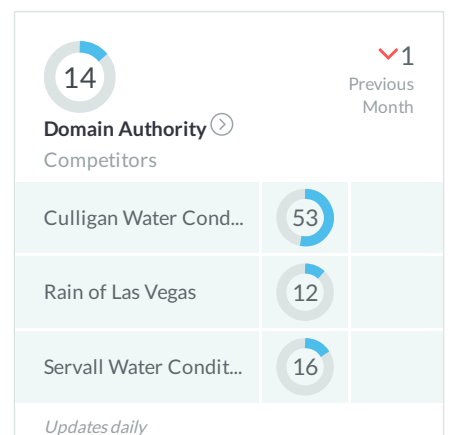 14
1
Previous
Month
Domain Authority
Competitors
Culligan Water Cond... 53
Rain of Las Vegas 12
Servall Water Condit... 16
Updates daily